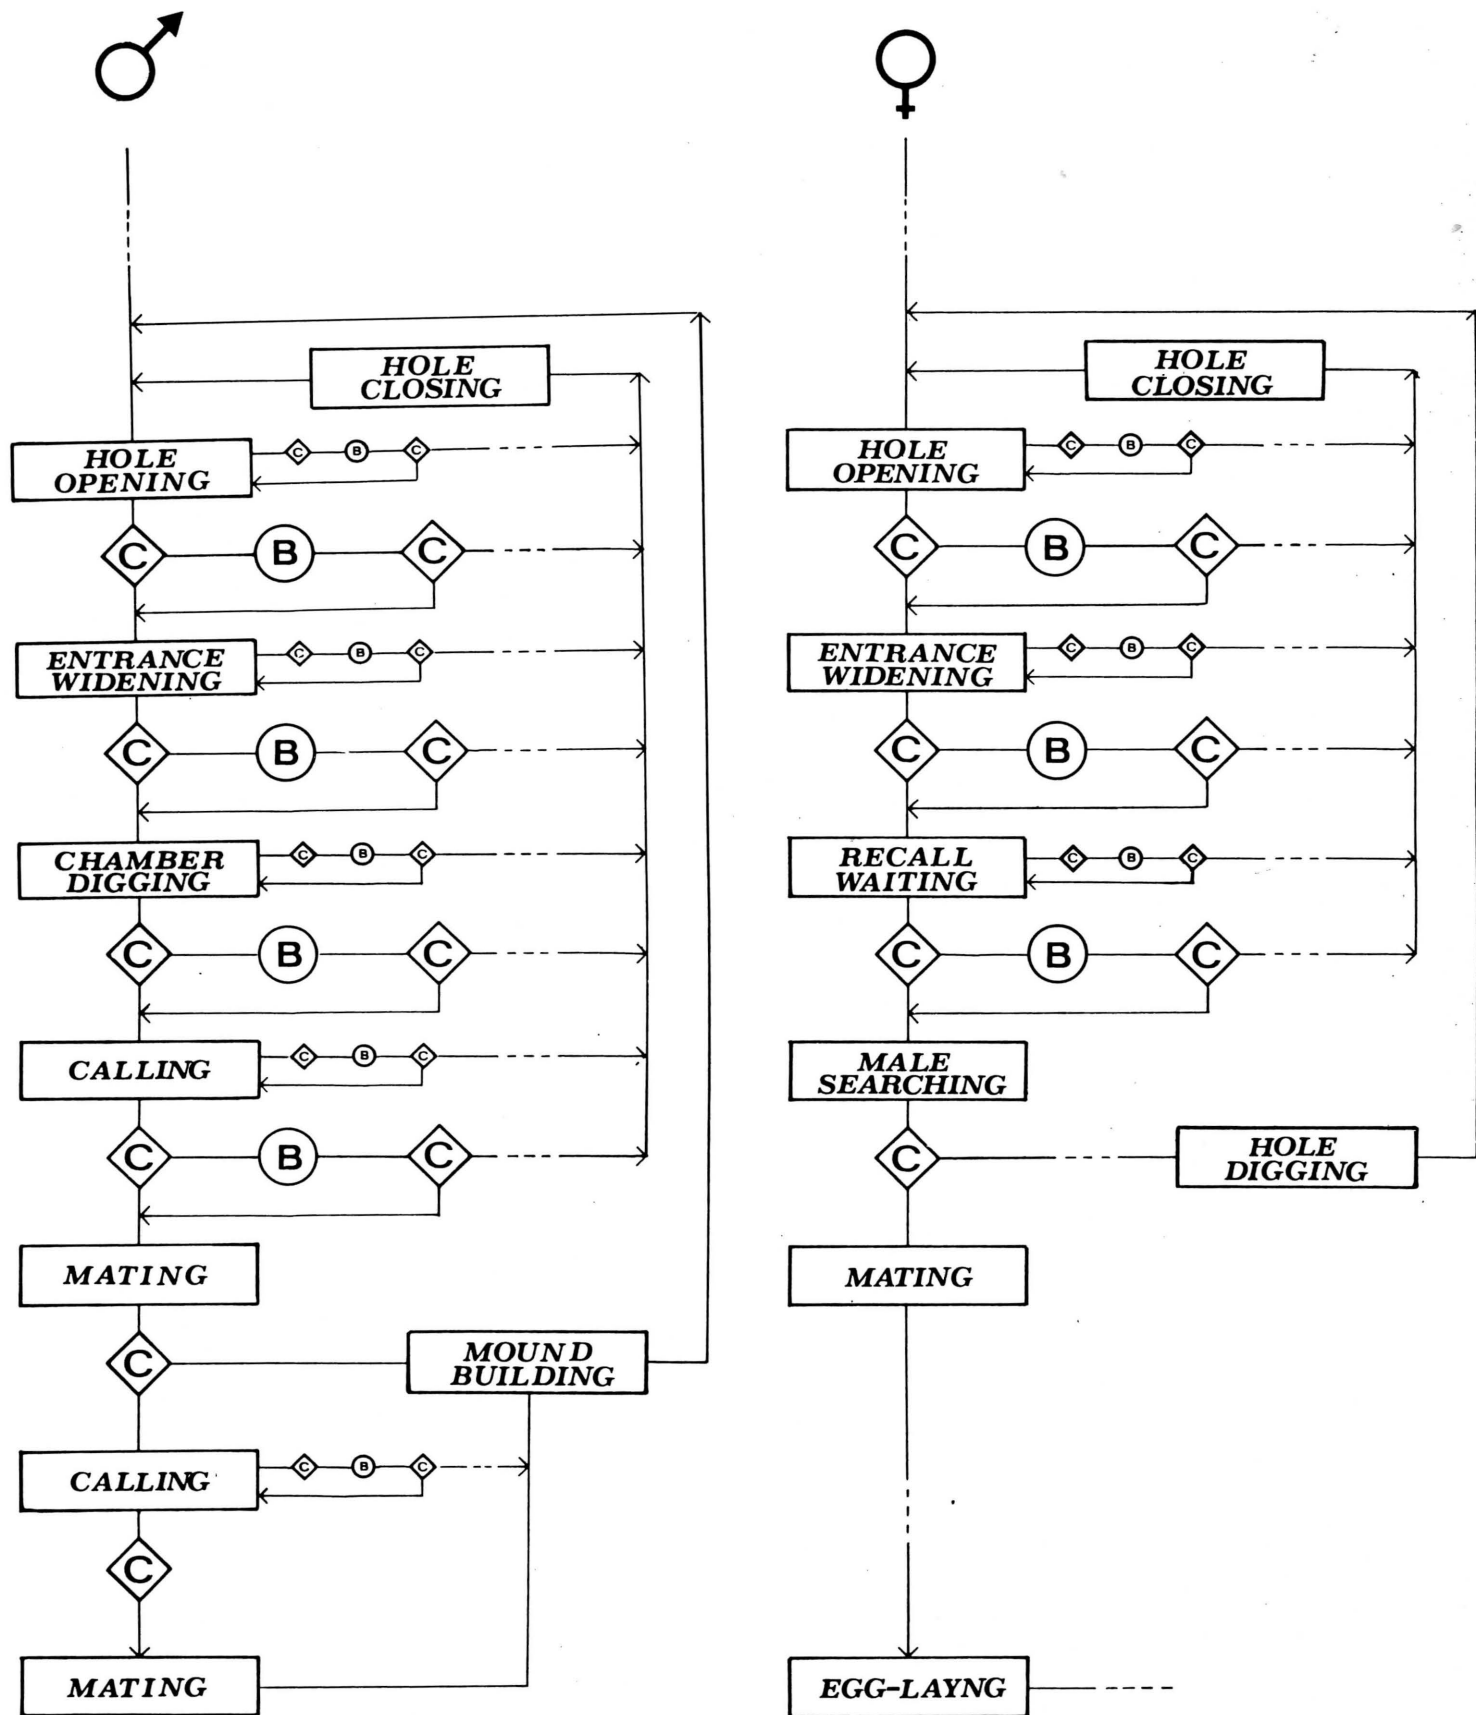 HOLE
CLOSING
HOLE
OPENING
C B C
C B C
ENTRANCE
WIDENING
C B C
C B C
CHAMBER
DIGGING
C B C
C B C
CALLING
C B C
C B C
MATING
C
MOUND
BUILDING
CALLING
C B C
C
MATING
HOLE
CLOSING
HOLE
OPENING
C B C
C B C
ENTRANCE
WIDENING
C B C
C B C
RECALL
WAITING
C B C
C B C
MALE
SEARCHING
C
HOLE
DIGGING
MATING
EGG-LAYNG